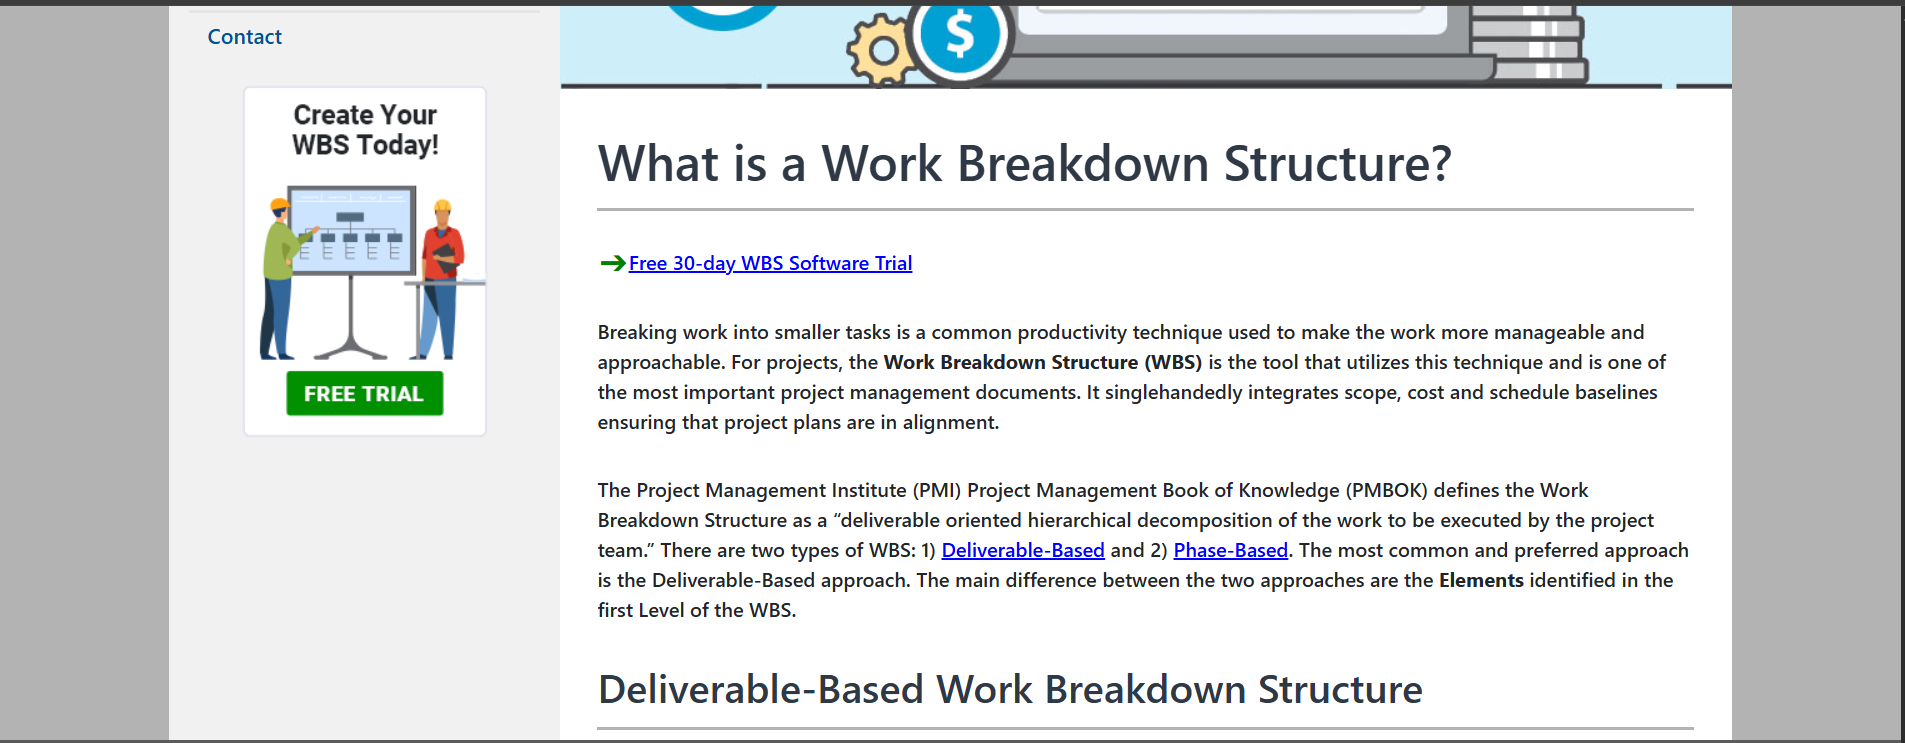 Contact
Create Your
WBS Today!
FREE TRIAL
$
What is a Work Breakdown Structure?
Free 30-day WBS Software Trial
Breaking work into smaller tasks is a common productivity technique used to make the work more manageable and
approachable. For projects, the Work Breakdown Structure (WBS) is the tool that utilizes this technique and is one of
the most important project management documents. It singlehandedly integrates scope, cost and schedule baselines
ensuring that project plans are in alignment.
The Project Management Institute (PMI) Project Management Book of Knowledge (PMBOK) defines the Work
Breakdown Structure as a “deliverable oriented hierarchical decomposition of the work to be executed by the project
team.” There are two types of WBS: 1) Deliverable-Based and 2) Phase-Based. The most common and preferred approach
is the Deliverable-Based approach. The main difference between the two approaches are the Elements identified in the
first Level of the WBS.
Deliverable-Based Work Breakdown Structure